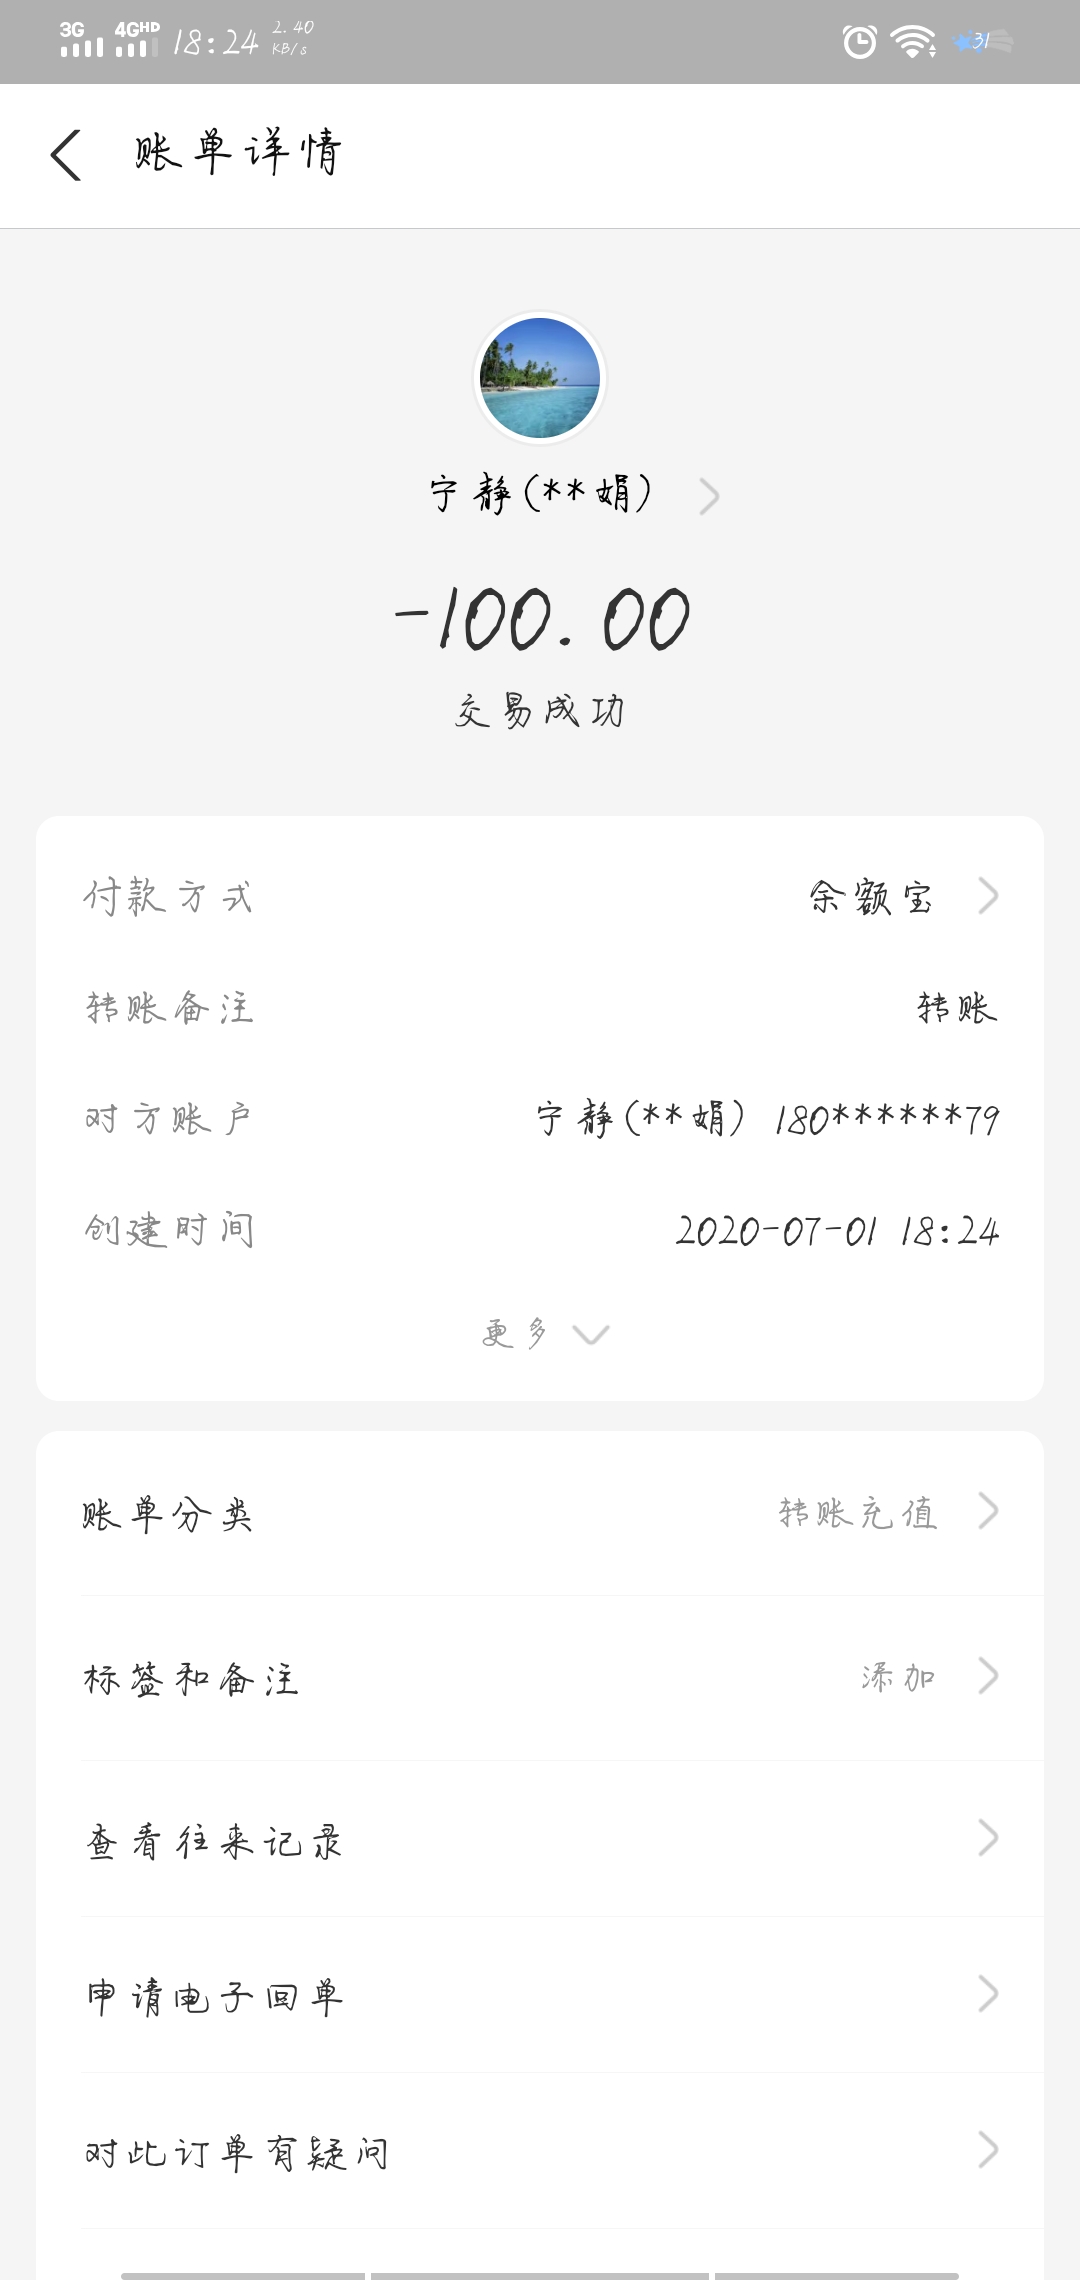 3G 4GHD 18:24 2.40 KB/s 31
账单详情
宁静(**娟)
-100.00
交易成功
付款方式 余额宝
转账备注 转账
对方账户 宁静(**娟) 180******79
创建时间 2020-07-01 18:24
更多
账单分类 转账充值
标签和备注 添加
查看往来记录
申请电子回单
对此订单有疑问